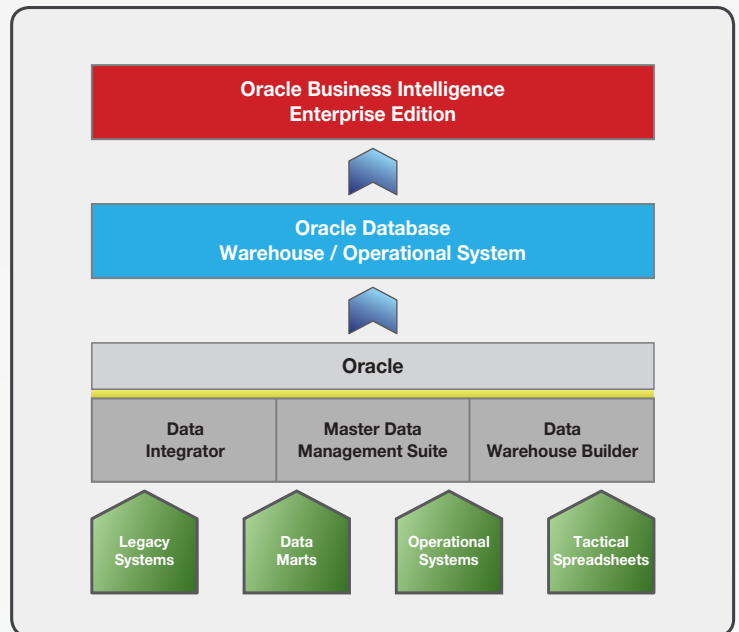 Oracle Business Intelligence
Enterprise Edition
Oracle Database
Warehouse / Operational System
Oracle
Data
Integrator
Master Data
Management Suite
Data
Warehouse Builder
Legacy
Systems
Data
Marts
Operational
Systems
Tactical
Spreadsheets